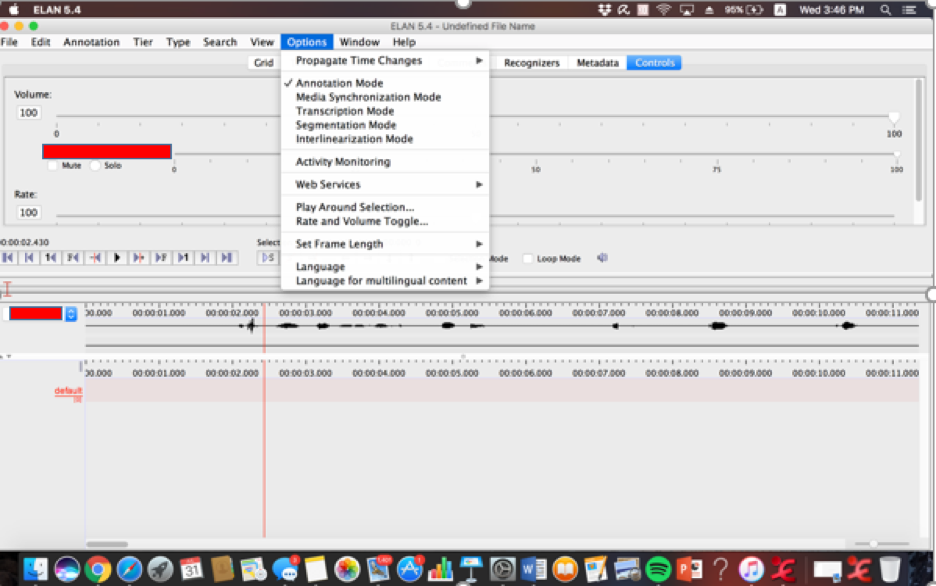 ELAN 5.4 95% A Wed 3:46 PM
ELAN 5.4 - Undefined File Name
File Edit Annotation Tier Type Search View Options Window Help
Grid Recognizers Metadata Controls
Propagate Time Changes
Annotation Mode
Media Synchronization Mode
Transcription Mode
Segmentation Mode
Interlinearization Mode
Activity Monitoring
Web Services
Play Around Selection...
Rate and Volume Toggle...
Set Frame Length
Language
Language for multilingual content
Volume:
100
0 100
Mute Solo 0 50 75 100
Rate:
100
00:00:02.430 Select
1 F F 1 S Mode Loop Mode
00.000 00:00:01.000 00:00:02.000 00:00:03.000 00:00:04.000 00:00:05.000 00:00:06.000 00:00:07.000 00:00:08.000 00:00:09.000 00:00:10.000 00:00:11.000
00.000 00:00:01.000 00:00:02.000 00:00:03.000 00:00:04.000 00:00:05.000 00:00:06.000 00:00:07.000 00:00:08.000 00:00:09.000 00:00:10.000 00:00:11.000
default
[0]
31